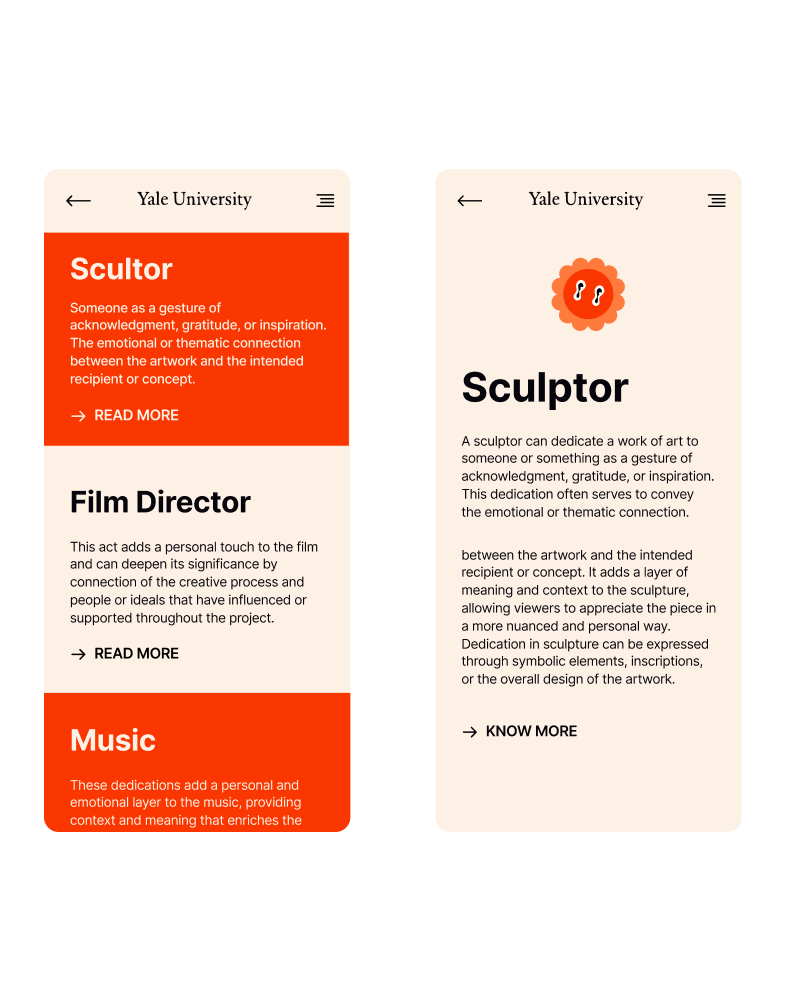 Yale University
Scultor
Someone as a gesture of
acknowledgment, gratitude, or inspiration.
The emotional or thematic connection
between the artwork and the intended
recipient or concept.
READ MORE
Film Director
This act adds a personal touch to the film
and can deepen its significance by
connection of the creative process and
people or ideals that have influenced or
supported throughout the project.
READ MORE
Music
These dedications add a personal and
emotional layer to the music, providing
context and meaning that enriches the
Yale University
Sculptor
A sculptor can dedicate a work of art to
someone or something as a gesture of
acknowledgment, gratitude, or inspiration.
This dedication often serves to convey
the emotional or thematic connection.
between the artwork and the intended
recipient or concept. It adds a layer of
meaning and context to the sculpture,
allowing viewers to appreciate the piece in
a more nuanced and personal way.
Dedication in sculpture can be expressed
through symbolic elements, inscriptions,
or the overall design of the artwork.
KNOW MORE